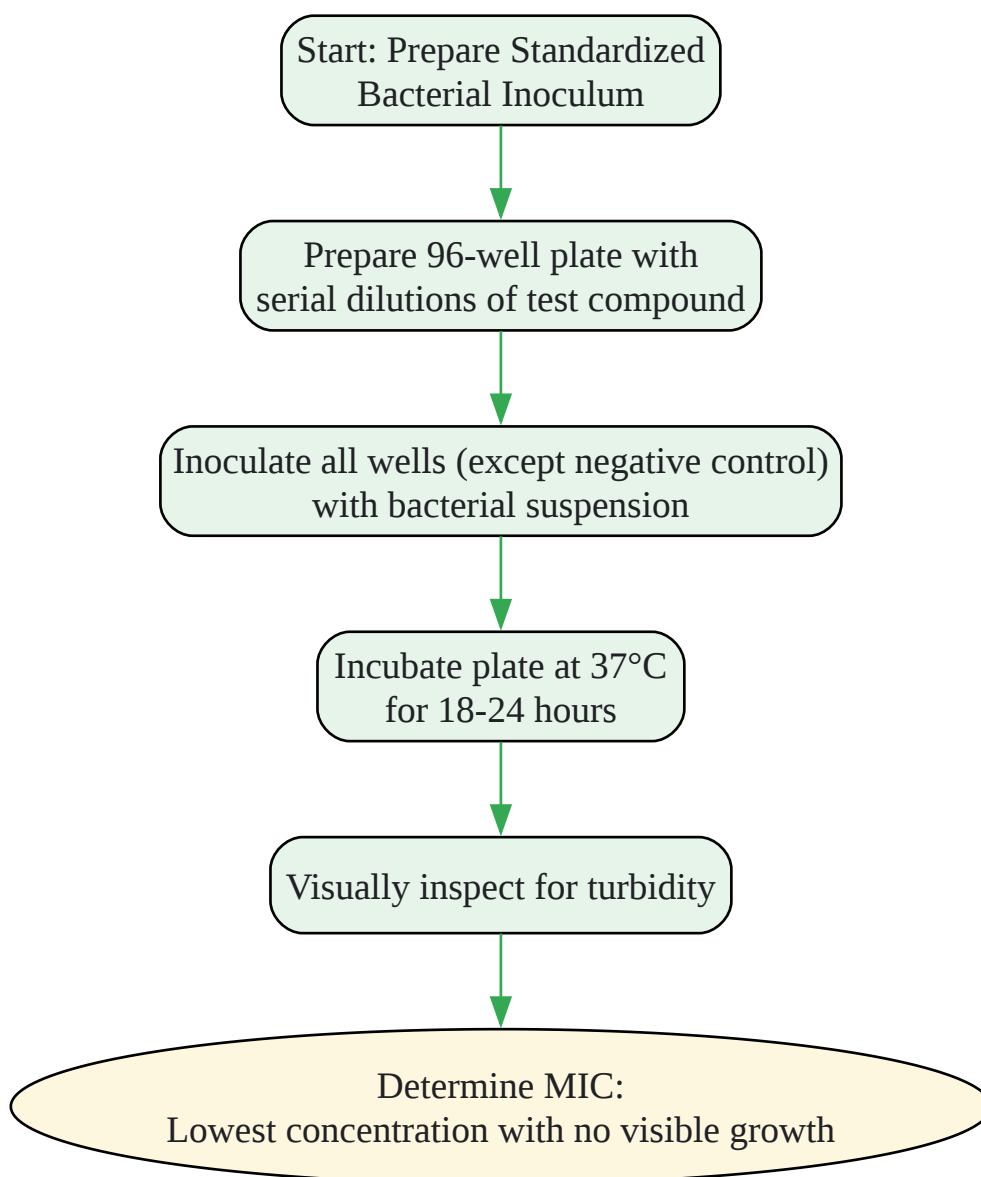 Start: Prepare Standardized
Bacterial Inoculum
Prepare 96-well plate with
serial dilutions of test compound
Inoculate all wells (except negative control)
with bacterial suspension
Incubate plate at 37°C
for 18-24 hours
Visually inspect for turbidity
Determine MIC:
Lowest concentration with no visible growth